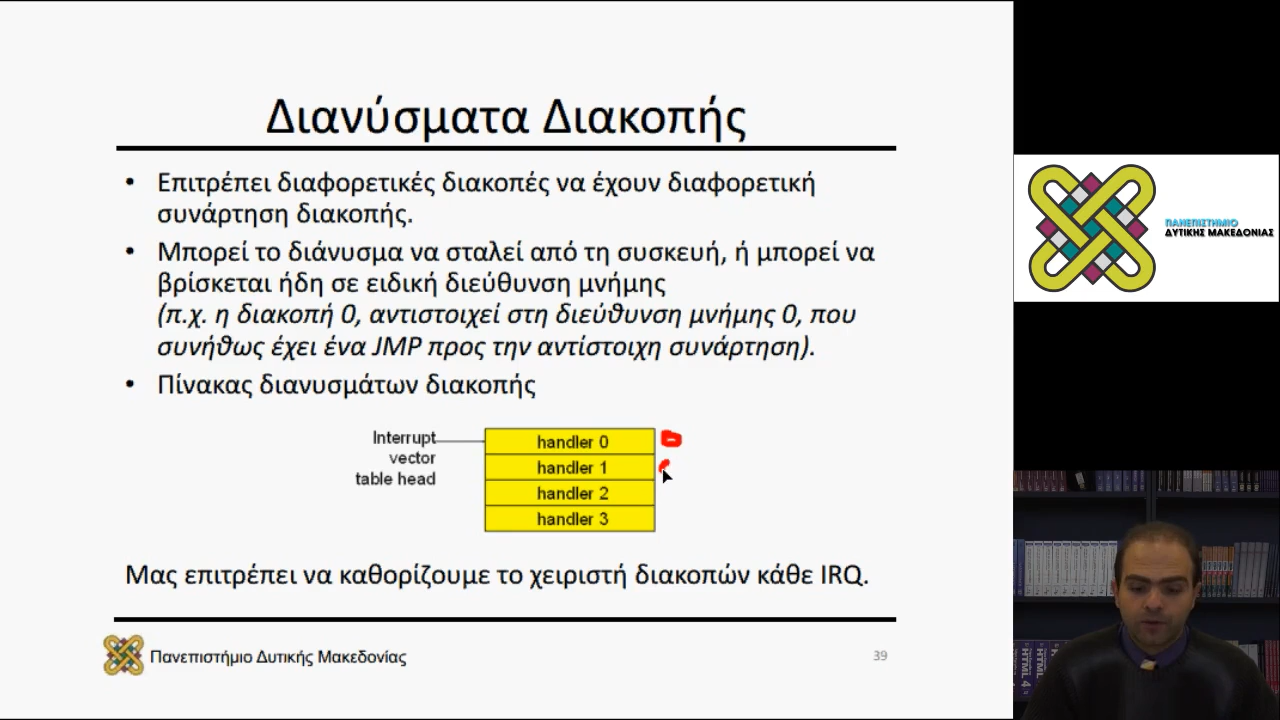 Διανύσματα Διακοπής
• Επιτρέπει διαφορετικές διακοπές να έχουν διαφορετική
συνάρτηση διακοπής.
• Μπορεί το διάνυσμα να σταλεί από τη συσκευή, ή μπορεί να
βρίσκεται ήδη σε ειδική διεύθυνση μνήμης
(π.χ. η διακοπή 0, αντιστοιχεί στη διεύθυνση μνήμης 0, που
συνήθως έχει ένα JMP προς την αντίστοιχη συνάρτηση).
• Πίνακας διανυσμάτων διακοπής
Interrupt
vector
table head
handler 0
handler 1
handler 2
handler 3
Μας επιτρέπει να καθορίζουμε το χειριστή διακοπών κάθε IRQ.
Πανεπιστήμιο Δυτικής Μακεδονίας
39
ΠΑΝΕΠΙΣΤΗΜΙΟ
ΔΥΤΙΚΗΣ ΜΑΚΕΔΟΝΙΑΣ
HTML 4